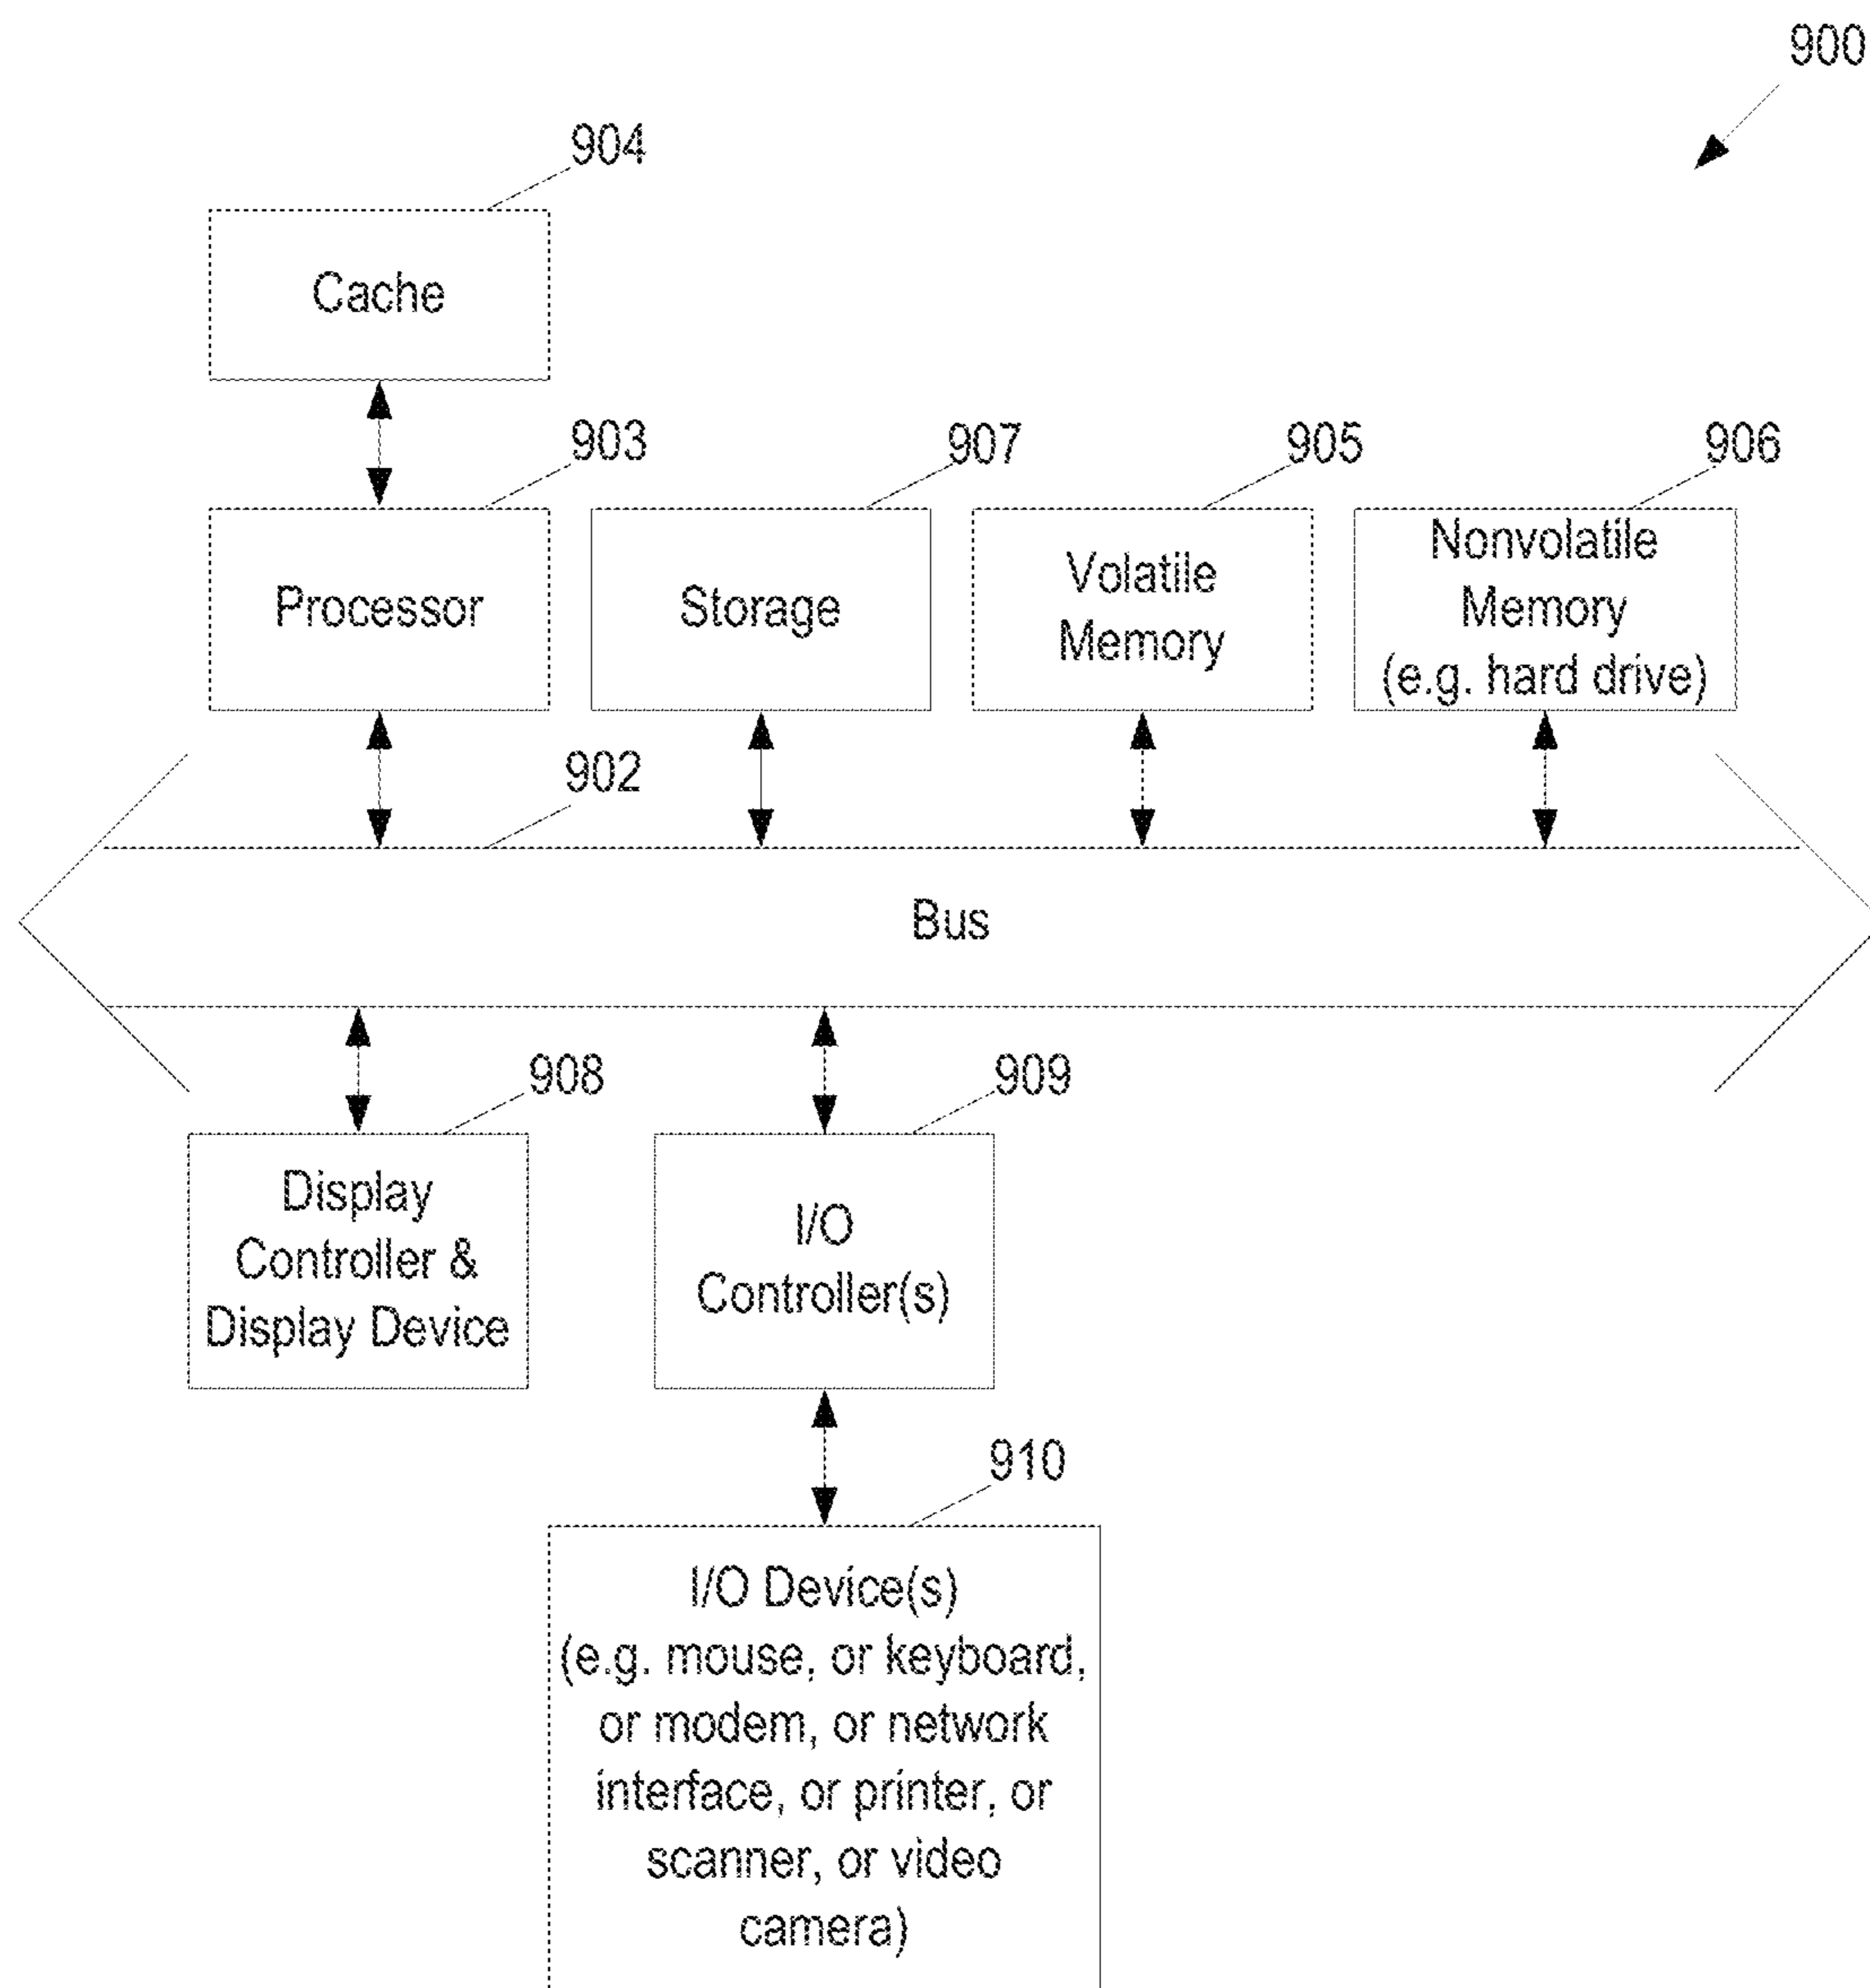 900
904
Cache
903
907
905
906
Processor
Storage
Volatile
Memory
Nonvolatile
Memory
(e.g. hard drive)
902
Bus
908
909
Display
Controller &
Display Device
I/O
Controller(s)
910
I/O Device(s)
(e.g. mouse, or keyboard,
or modem, or network
interface, or printer, or
scanner, or video
camera)